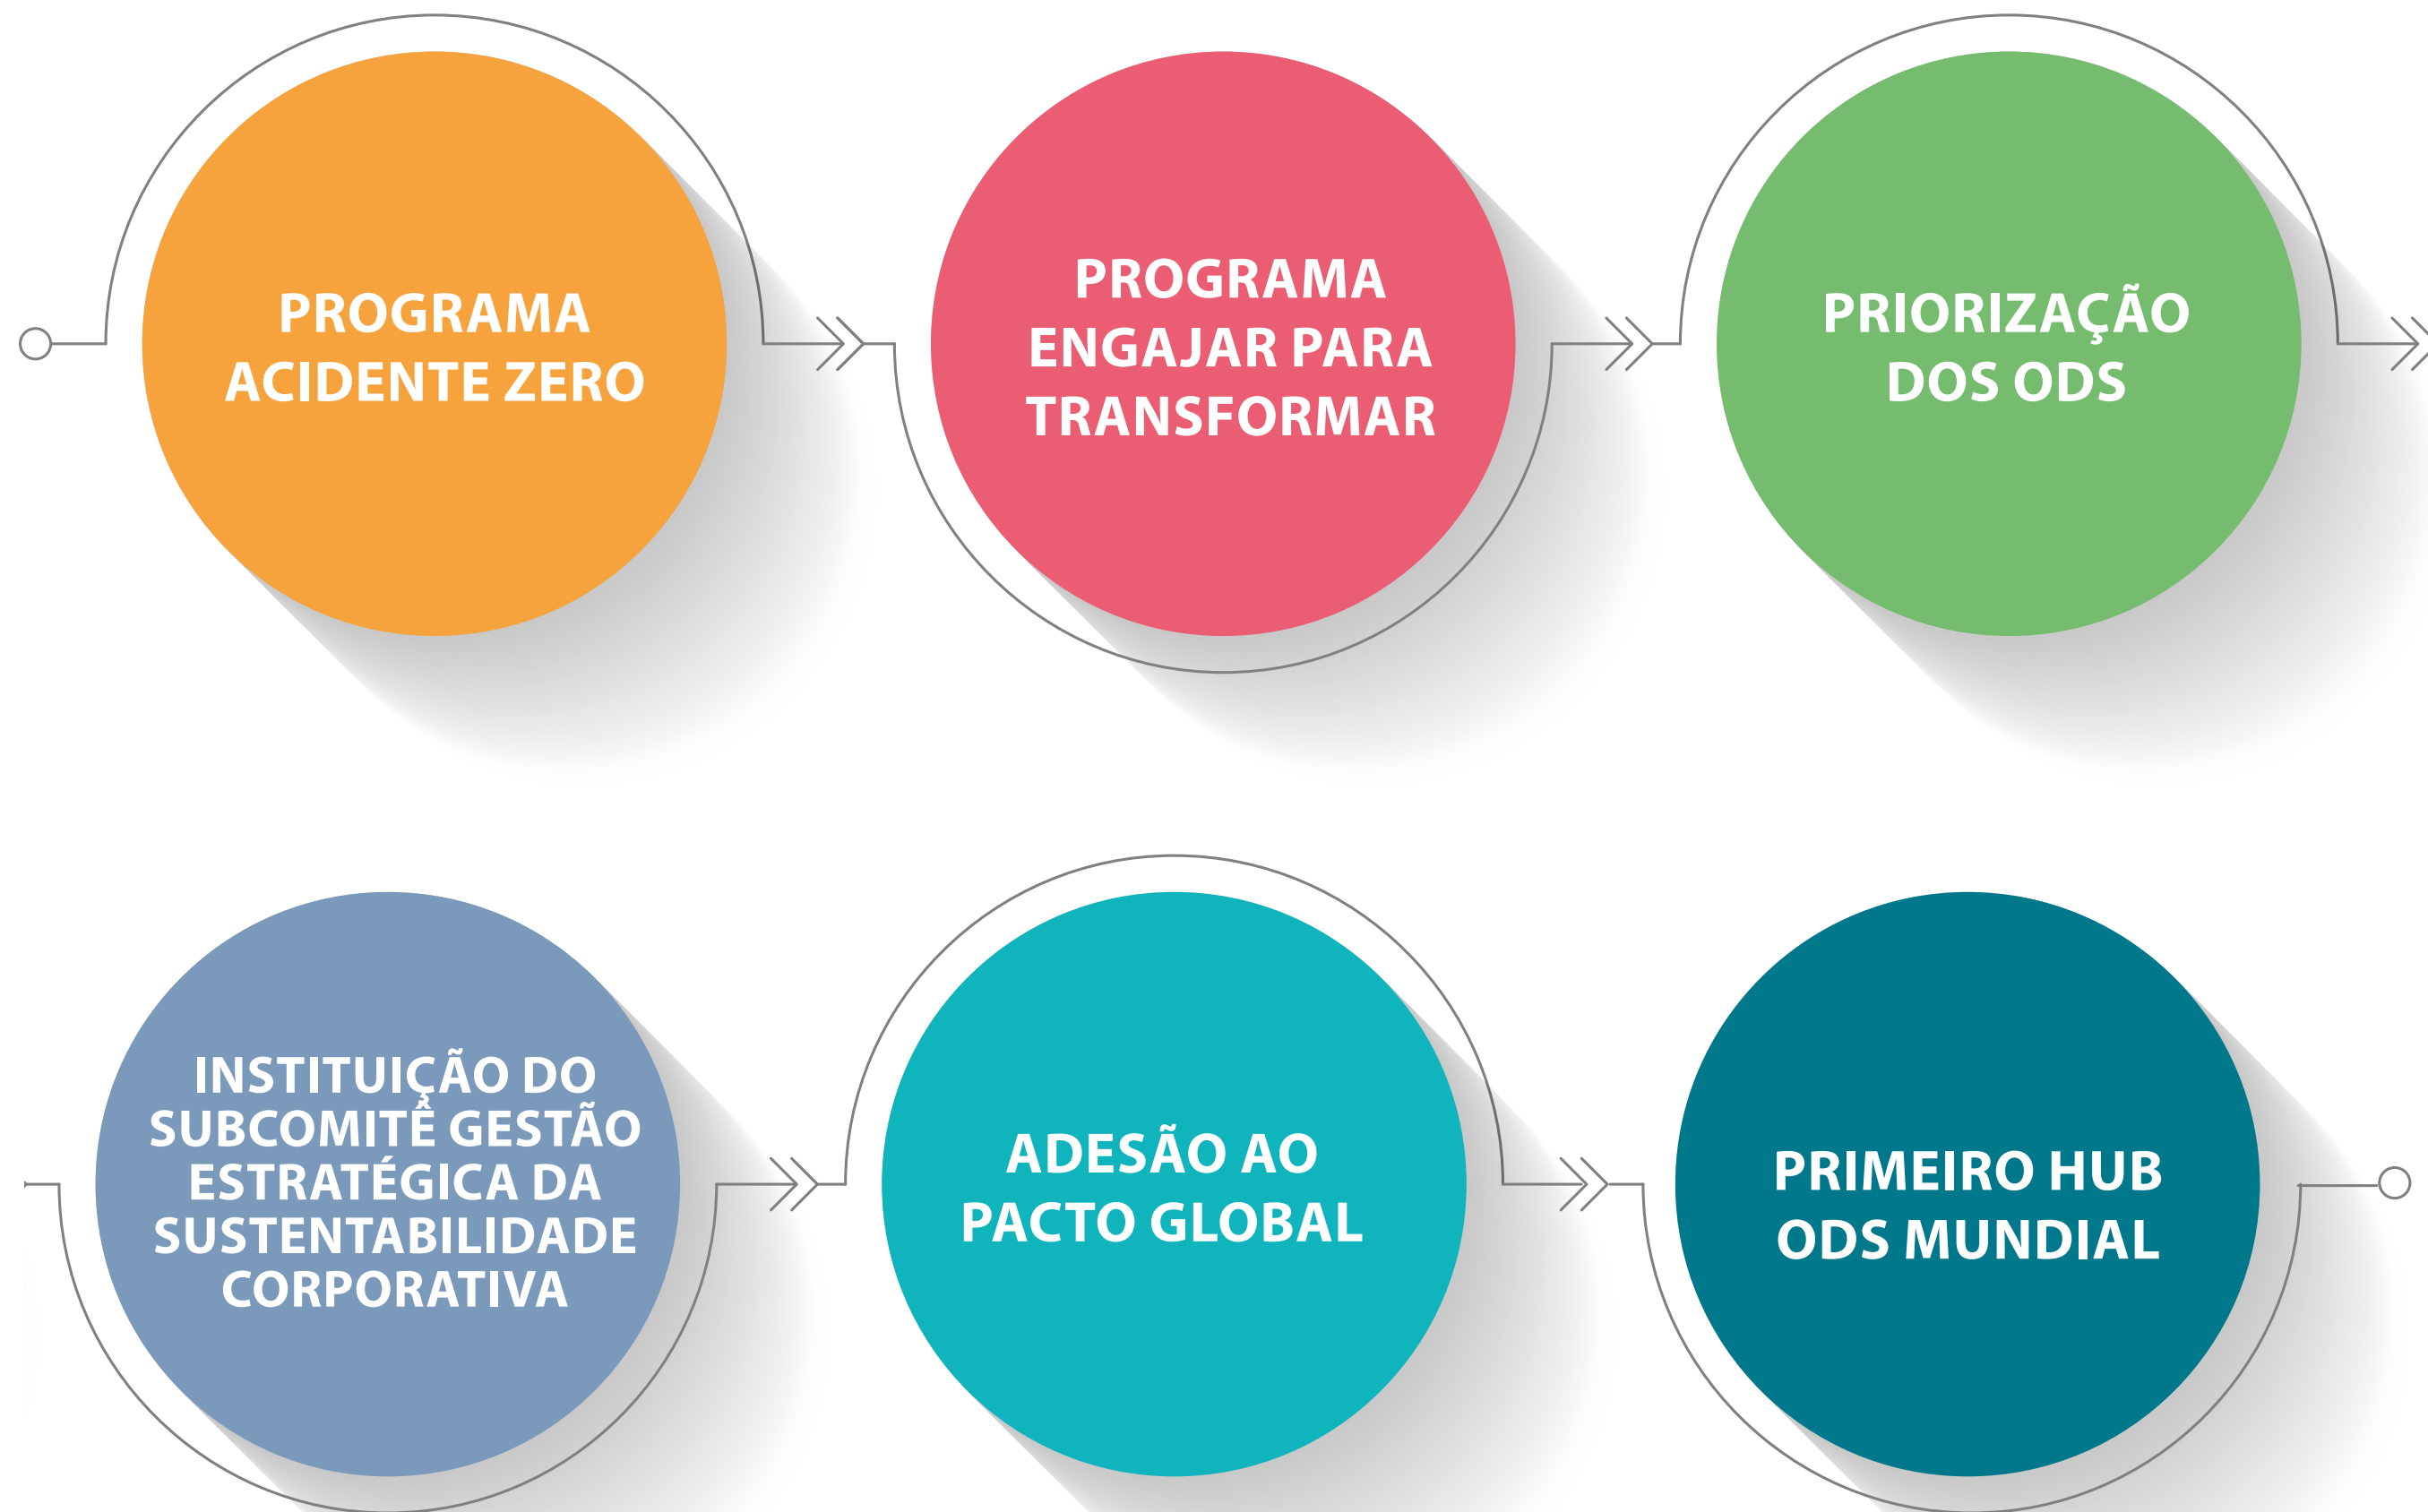 PROGRAMA
ACIDENTE ZERO
PROGRAMA
ENGAJAR PARA
TRANSFORMAR
PRIORIZAÇÃO
DOS ODS
INSTITUIÇÃO DO
SUBCOMITÊ GESTÃO
ESTRATÉGICA DA
SUSTENTABILIDADE
CORPORATIVA
ADESÃO AO
PACTO GLOBAL
PRIMEIRO HUB
ODS MUNDIAL